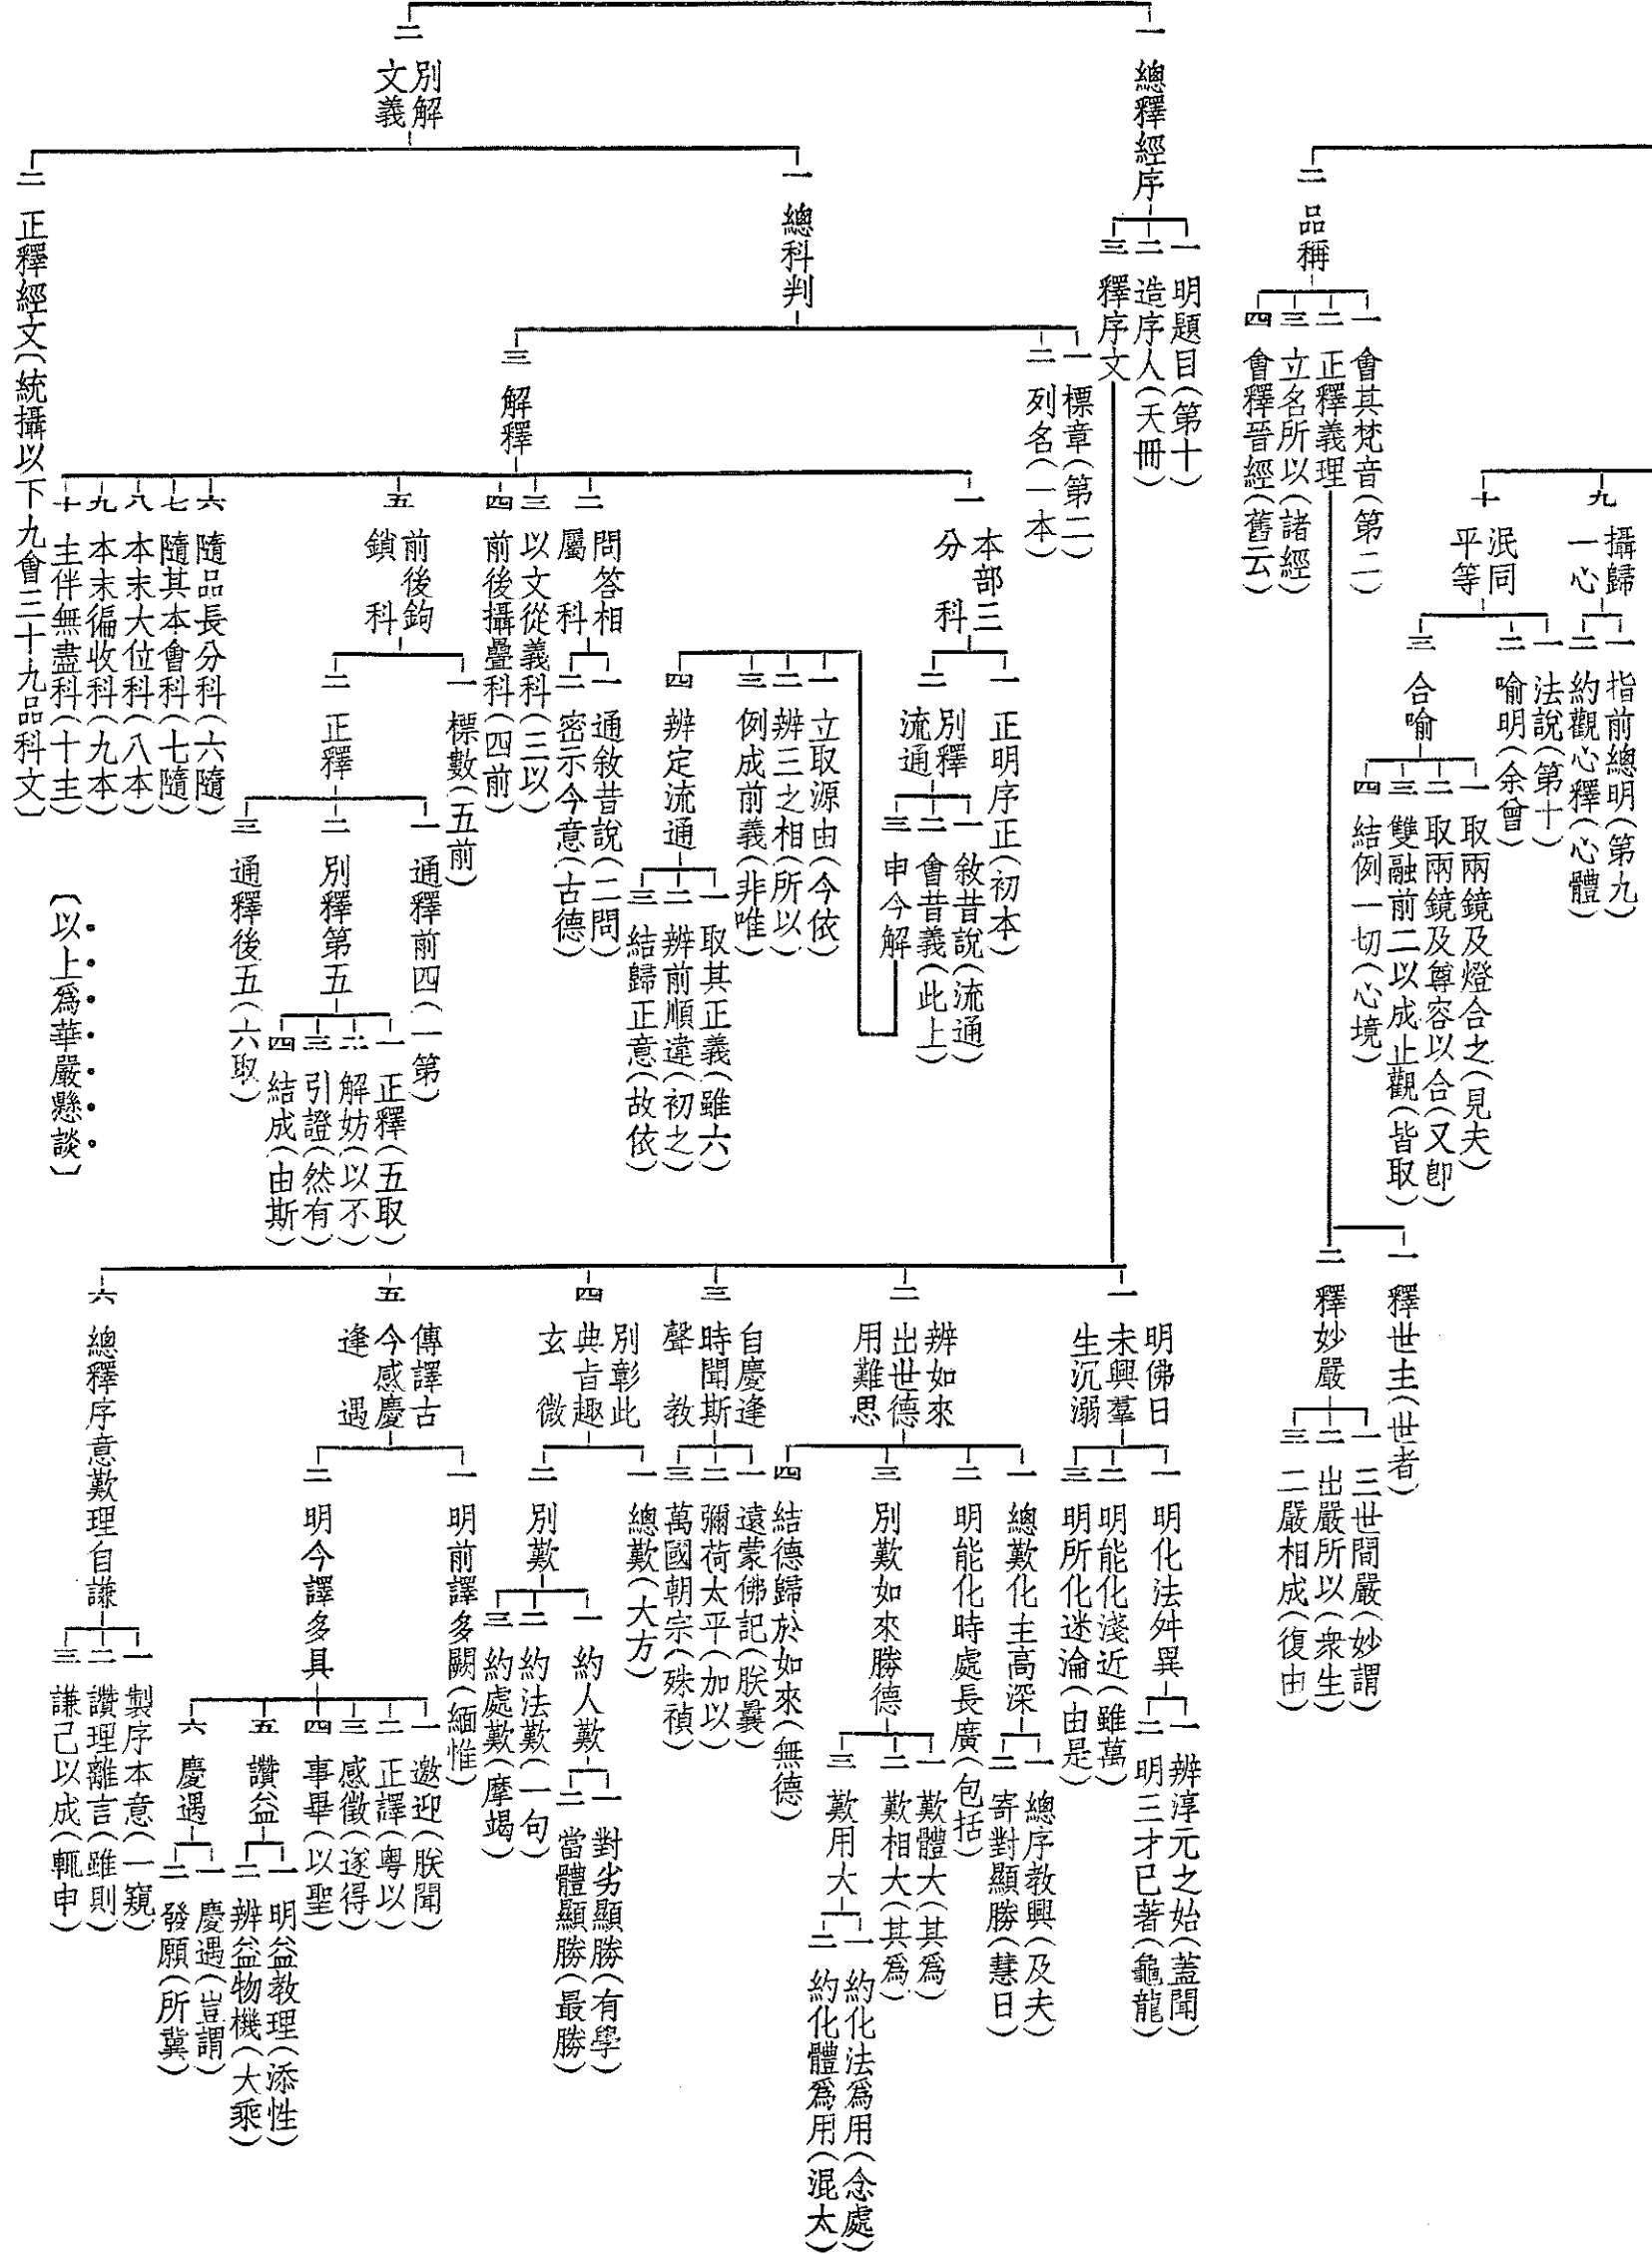 九 攝歸一心
一 指前總明(第九)
二 約觀心釋(心體)
十 泯同平等
一 法說(第十)
二 喻明(余曾)
三 合喻
一 取兩鏡及燈合之(見夫)
二 取兩鏡及尊容以合(又卽)
三 雙融前二以成止觀(皆取)
四 結例一切(心境)
二 品稱
一 會其梵音(第二)
二 正釋義理
一 釋世主(世者)
二 釋妙嚴
一 三世間嚴(妙謂)
二 出嚴所以(衆生)
三 二嚴相成(復由)
三 立名所以(諸經)
四 會釋晉經(舊云)
一 總釋經序
一 明題目(第十)
二 造序人(天冊)
三 釋序文
一 明佛日未興羣生沉溺
一 明化法舛異
一 辨淳元之始(蓋聞)
二 明三才已著(龜龍)
二 明能化淺近(雖萬)
三 明所化迷淪(由是)
二 辨如來出世德用難思
一 總歎化主高深
一 總序教興(及夫)
二 寄對顯勝(慧日)
二 明能化時處長廣(包括)
三 別歎如來勝德
一 歎體大(其爲)
二 歎相大(其爲)
三 歎用大
一 約化法爲用(念處)
二 約化體爲用(混太)
四 結德歸於如來(無德)
三 自慶逢時聞斯聲教
一 遠蒙佛記(朕曩)
二 彌荷太平(加以)
三 萬國朝宗(殊禎)
四 別彰此典旨趣玄微
一 總歎(大方)
二 別歎
一 約人歎
一 對劣顯勝(有學)
二 當體顯勝(最勝)
二 約法歎(一句)
三 約處歎(摩竭)
五 傳譯古今感慶逢遇
一 明前譯多闕(緬惟)
二 明今譯多具
一 邀迎(朕聞)
二 正譯(粵以)
三 感徵(遂得)
四 事畢(以聖)
五 讚益
一 明益教理(添性)
二 辨益物機(大乘)
六 慶遇
一 慶遇(豈謂)
二 發願(所冀)
六 總釋序意歎理自謙
一 製序本意(一窺)
二 讚理離言(雖則)
三 謙己以成(輒申)
二 別解文義
一 總科判
一 標章(第二)
二 列名(一本)
三 解釋
一 本部三分科
一 正明序正(初本)
二 別釋流通
一 敘昔說(流通)
二 會昔義(此上)
三 申今解
一 立取源由(今依)
二 辨三之相(所以)
三 例成前義(非唯)
四 辨定流通
一 取其正義(雖六)
二 辨前順違(初之)
三 結歸正意(故依)
二 問答相屬科
一 通敘昔說(二問)
二 密示今意(古德)
三 以文從義科(三以)
四 前後攝疊科(四前)
五 前後鉤鎖科
一 標數(五前)
二 正釋
一 通釋前四(一第)
二 別釋第五
一 正釋(五取)
二 解妨(以不)
三 引證(然有)
四 結成(由斯)
三 通釋後五(六取)
六 隨品長分科(六隨)
七 隨其本會科(七隨)
八 本末大位科(八本)
九 本末徧收科(九本)
十 主伴無盡科(十主)
二 正釋經文〔統攝以下九會三十九品科文〕
〔以上爲華嚴懸談〕